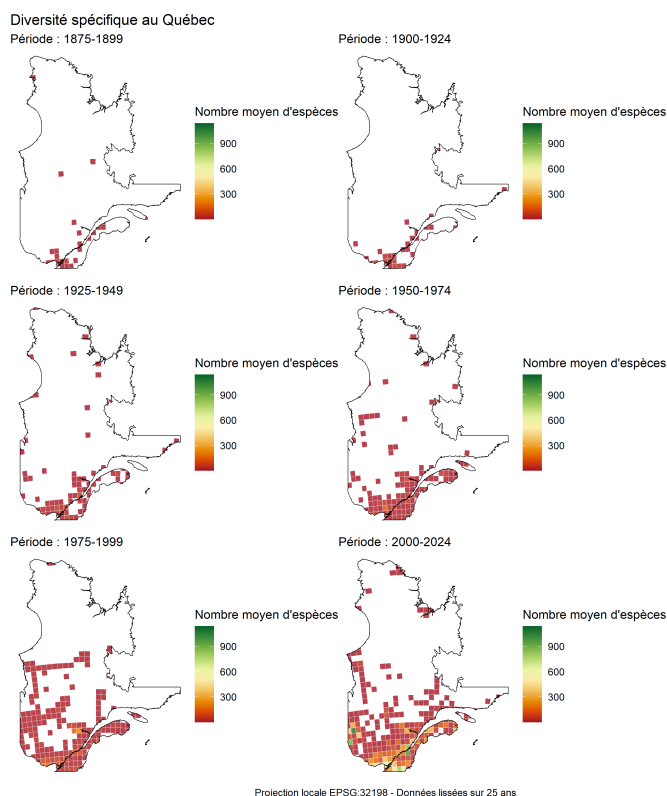 Diversité spécifique au Québec
Période : 1875-1899
Nombre moyen d'espèces
900
600
300
Période : 1900-1924
Nombre moyen d'espèces
900
600
300
Période : 1925-1949
Nombre moyen d'espèces
900
600
300
Période : 1950-1974
Nombre moyen d'espèces
900
600
300
Période : 1975-1999
Nombre moyen d'espèces
900
600
300
Période : 2000-2024
Nombre moyen d'espèces
900
600
300
Projection locale EPSG:32198 - Données lissées sur 25 ans